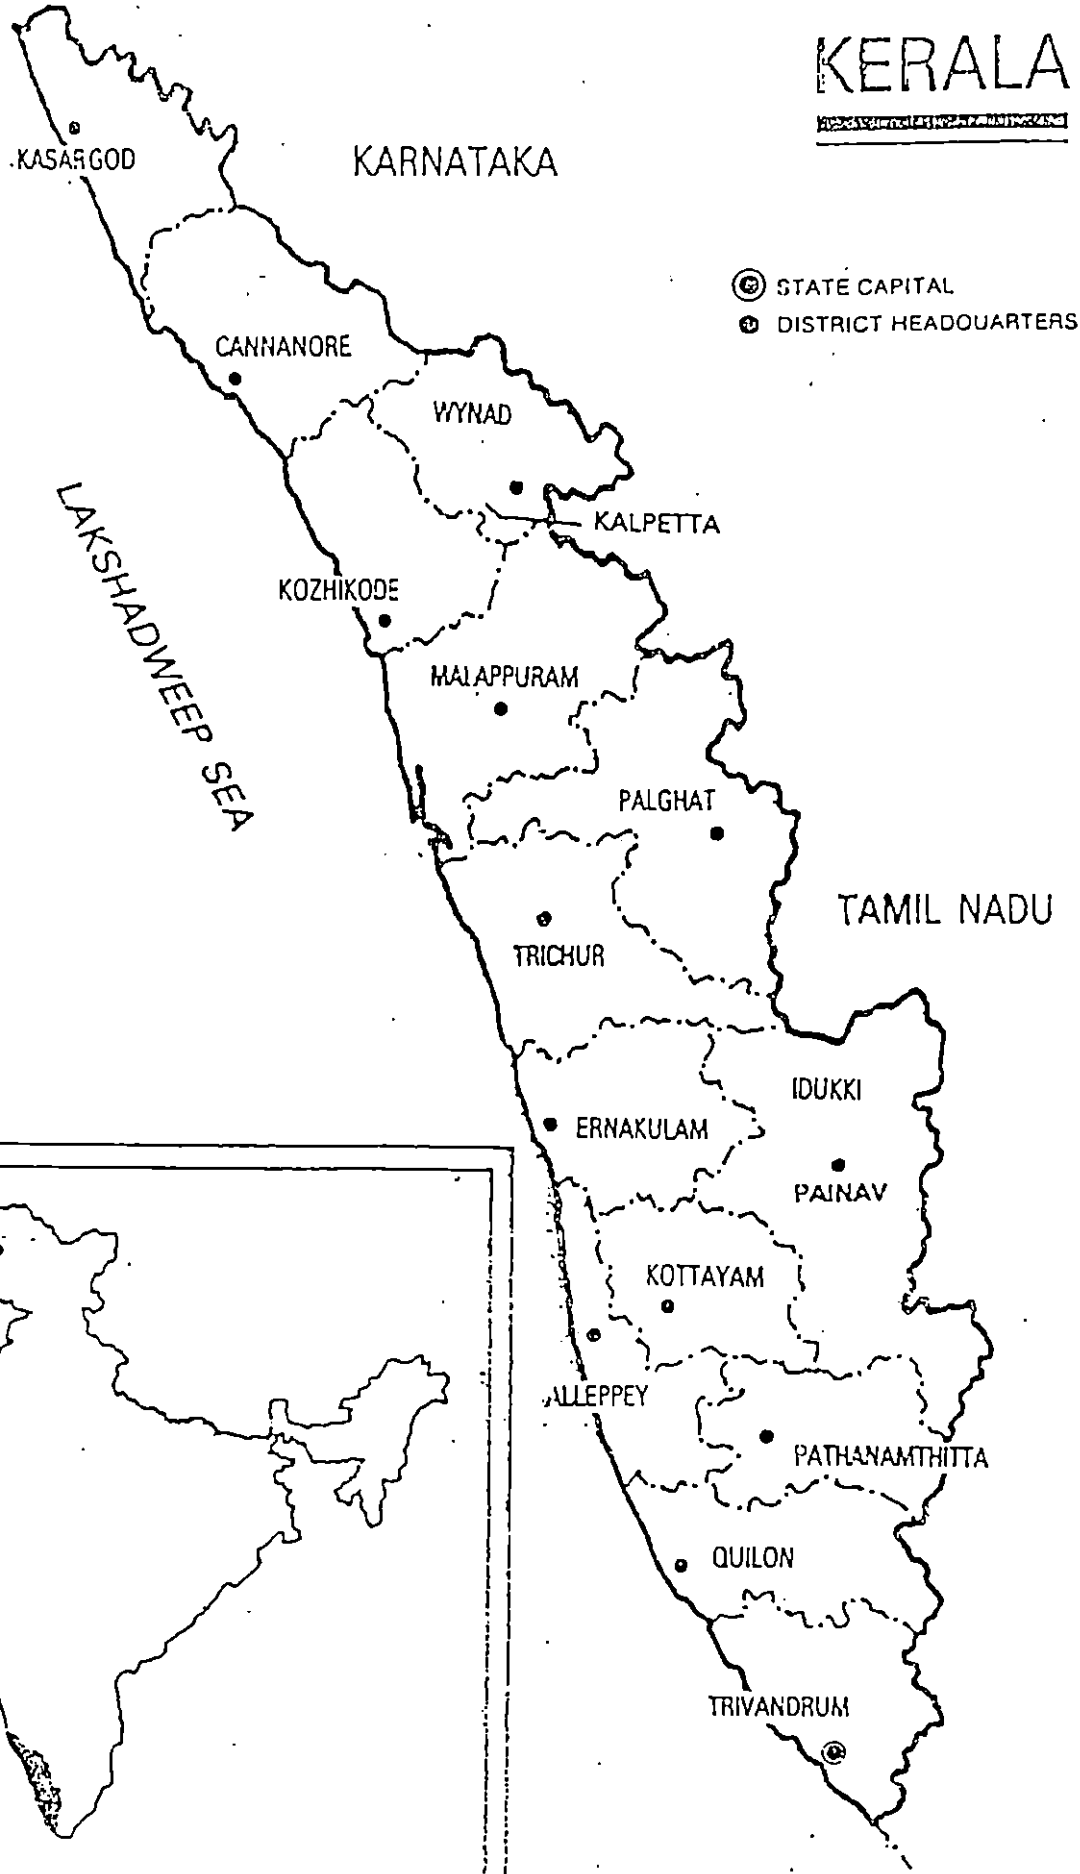 KERALA
KARNATAKA
KASARGOD
STATE CAPITAL
DISTRICT HEADQUARTERS
CANNANORE
WYNAD
LAKSHADWEEP SEA
KALPETTA
KOZHIKODE
MALAPPURAM
PALGHAT
TAMIL NADU
TRICHUR
IDUKKI
ERNAKULAM
PAINAV
KOTTAYAM
ALLEPPEY
PATHANAMTHITTA
QUILON
TRIVANDRUM